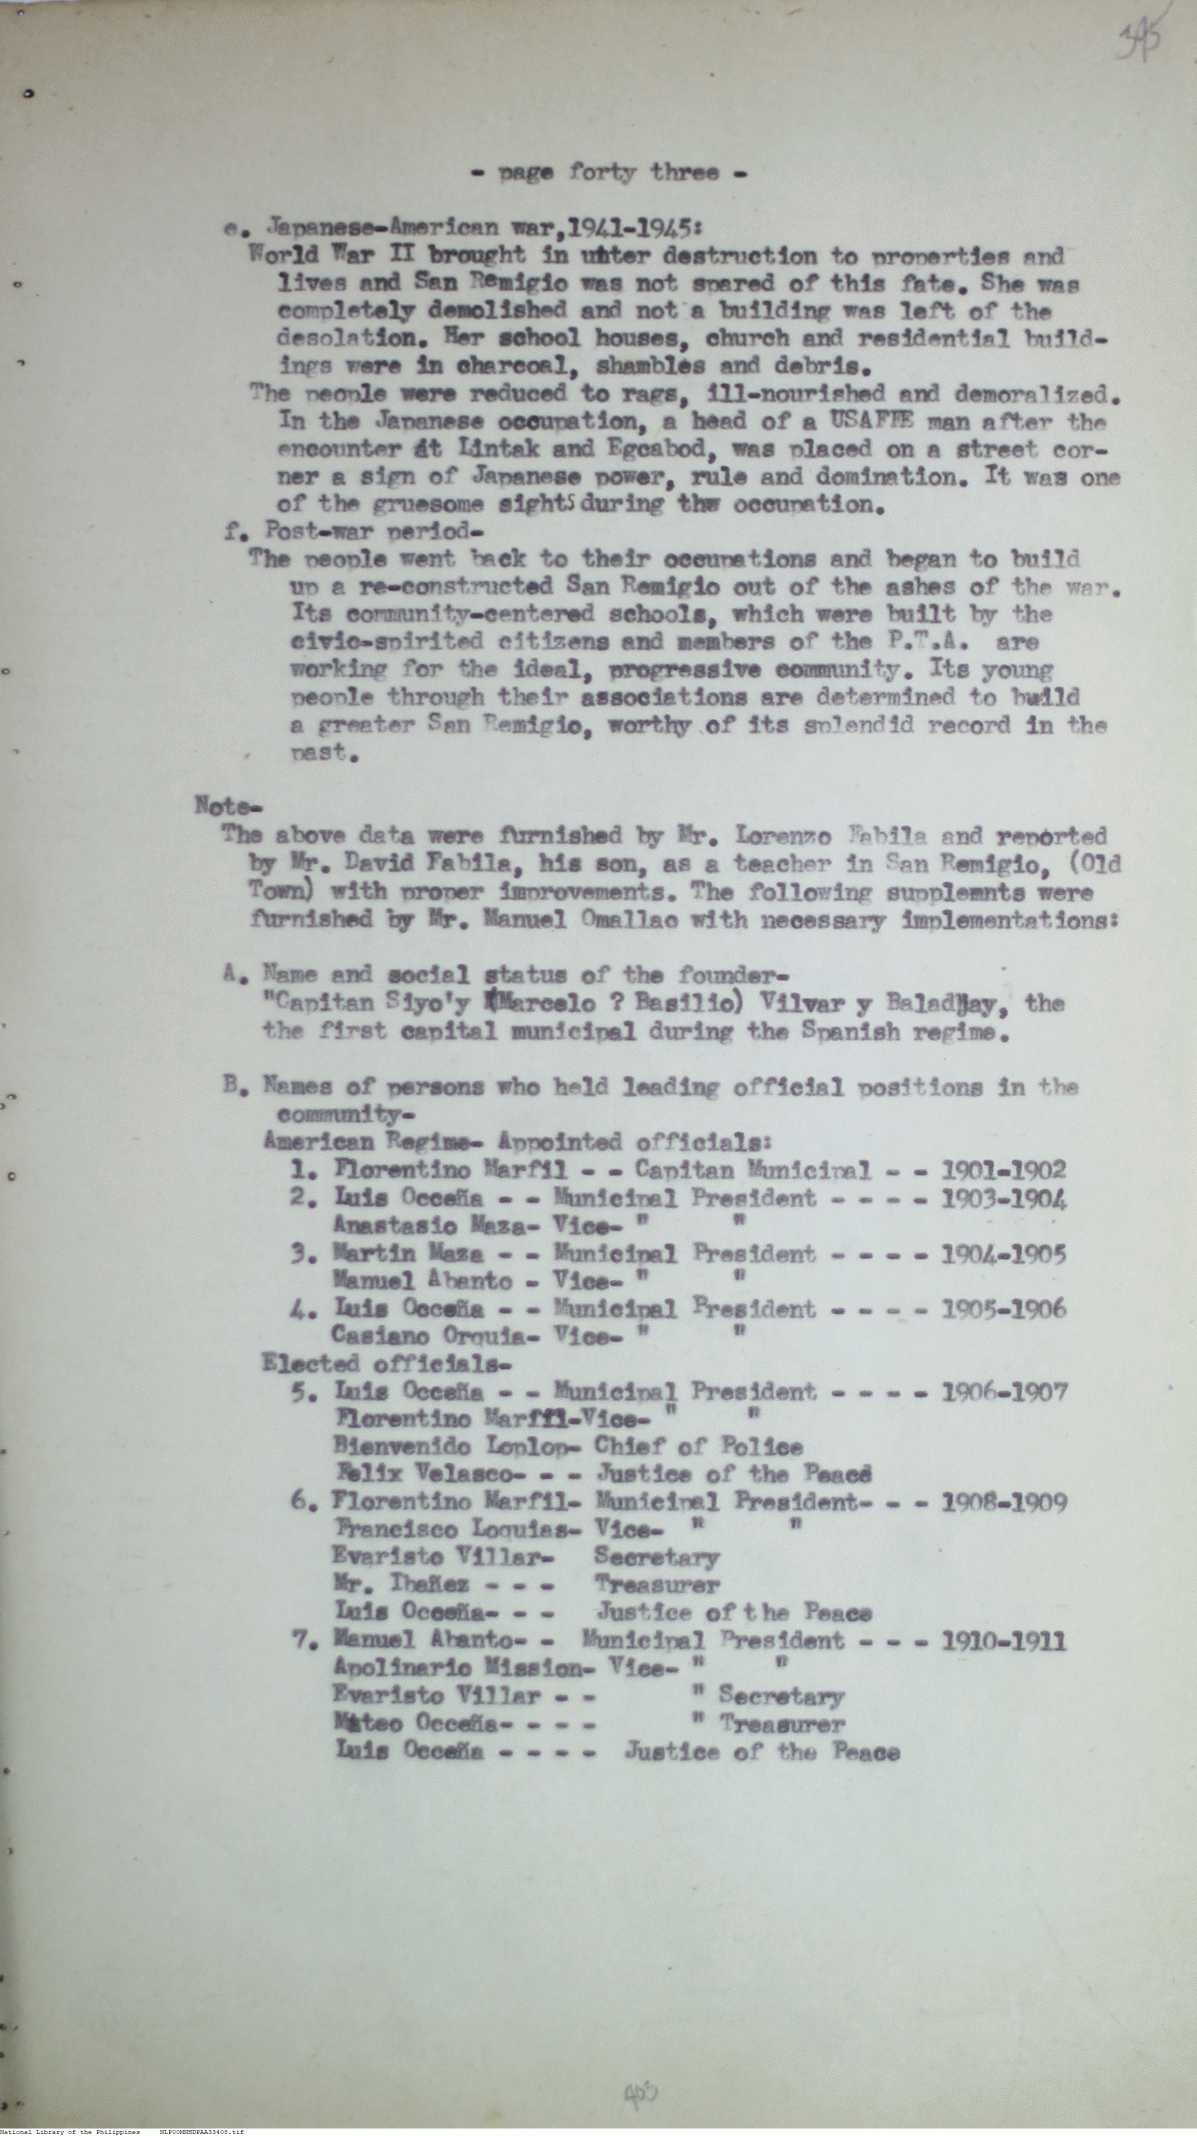 - page forty three -
e. Japanese-American war,1941-1945:
World War II brought in utter destruction to properties and
lives and San Remigio was not spared of this fate. She was
completely demolished and not a building was left of the
desolation. Her school houses, church and residential build-
ings were in charcoal, shambles and debris.
The people were reduced to rags, ill-nourished and demoralized.
In the Japanese occupation, a head of a USAFFE man after the
encounter át Lintak and Egcabod, was placed on a street cor-
ner a sign of Japanese power, rule and domination. It was one
of the gruesome sights during the occupation.
f. Post-war period-
The people went back to their occupations and began to build
up a re-constructed San Remigio out of the ashes of the war.
Its community-centered schools, which were built by the
civic-spirited citizens and members of the P.T.A. are
working for the ideal, progressive community. Its young
people through their associations are determined to build
a greater San Remigio, worthy of its splendid record in the
past.
Note-
The above data were furnished by Mr. Lorenzo Fabila and reported
by Mr. David Fabila, his son, as a teacher in San Remigio, (Old
Town) with proper improvements. The following supplemnts were
furnished by Mr. Manuel Omallao with necessary implementations:
A. Name and social status of the founder-
"Capitan Siyo'y (Marcelo ? Basilio) Vilvar y Baladjay, the
the first capital municipal during the Spanish regime.
B. Names of persons who held leading official positions in the
community-
American Regime- Appointed officials:
1. Florentino Marfil - - Capitan Municipal - - 1901-1902
2. Luis Occeña - - Municipal President - - - - 1903-1904
Anastasio Maza- Vice- " "
3. Martin Maza - - Municipal President - - - - 1904-1905
Manuel Abanto - Vice- " "
4. Luis Occeña - - Municipal President - - - - 1905-1906
Casiano Orquia- Vice- " "
Elected officials-
5. Luis Occeña - - Municipal President - - - - 1906-1907
Florentino Marfil-Vice- " "
Bienvenido Loplop- Chief of Police
Felix Velasco- - - Justice of the Peace
6. Florentino Marfil- Municipal President- - - 1908-1909
Francisco Loquias- Vice- " "
Evaristo Villar- Secretary
Mr. Ibañez - - - Treasurer
Luis Occeña- - - Justice of the Peace
7. Manuel Abanto- - Municipal President - - - 1910-1911
Apolinario Mission- Vice- " "
Evaristo Villar - - " Secretary
Mateo Occeña- - - - " Treasurer
Luis Occeña - - - - Justice of the Peace
National Library of the Philippines